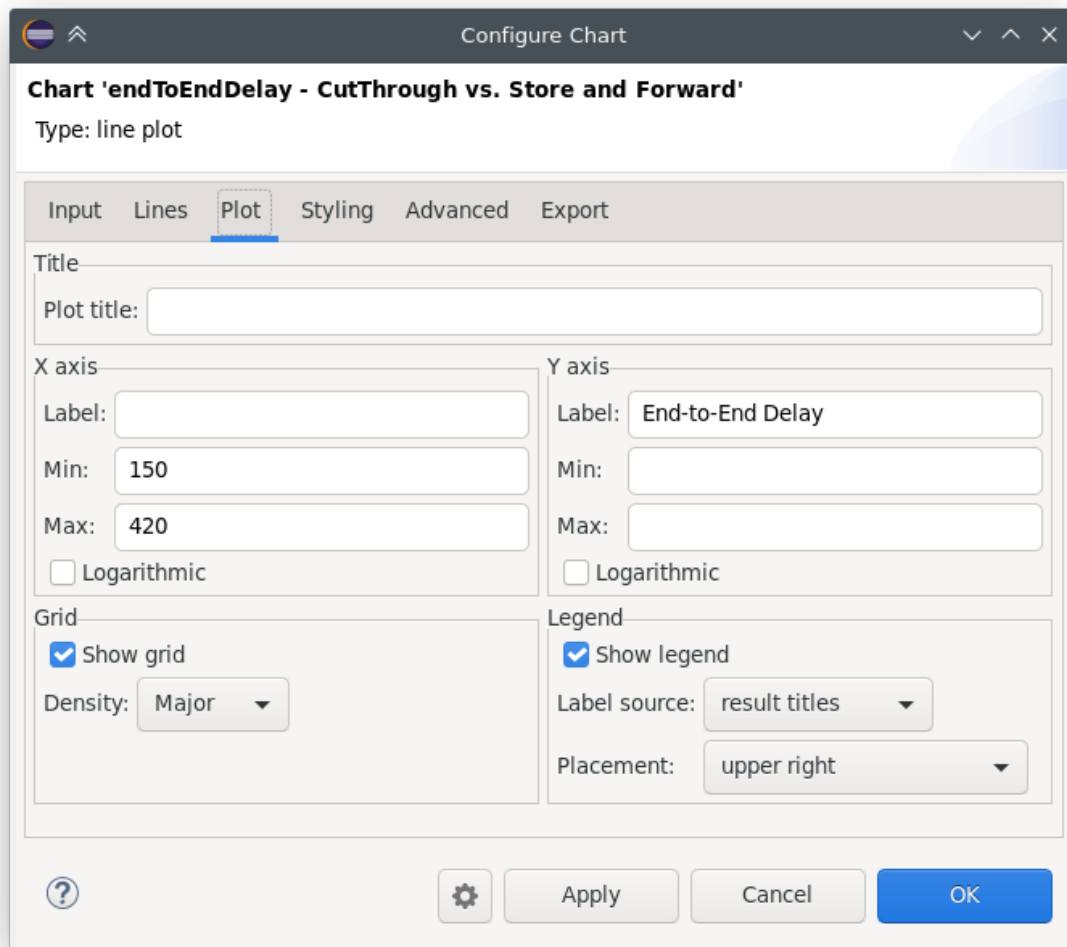 Configure Chart
Chart 'endToEndDelay - CutThrough vs. Store and Forward'
Type: line plot
Input Lines Plot Styling Advanced Export
Title
Plot title:
X axis
Label:
Min: 150
Max: 420
Logarithmic
Y axis
Label: End-to-End Delay
Min:
Max:
Logarithmic
Grid
Show grid
Density: Major
Legend
Show legend
Label source: result titles
Placement: upper right
? Apply Cancel OK